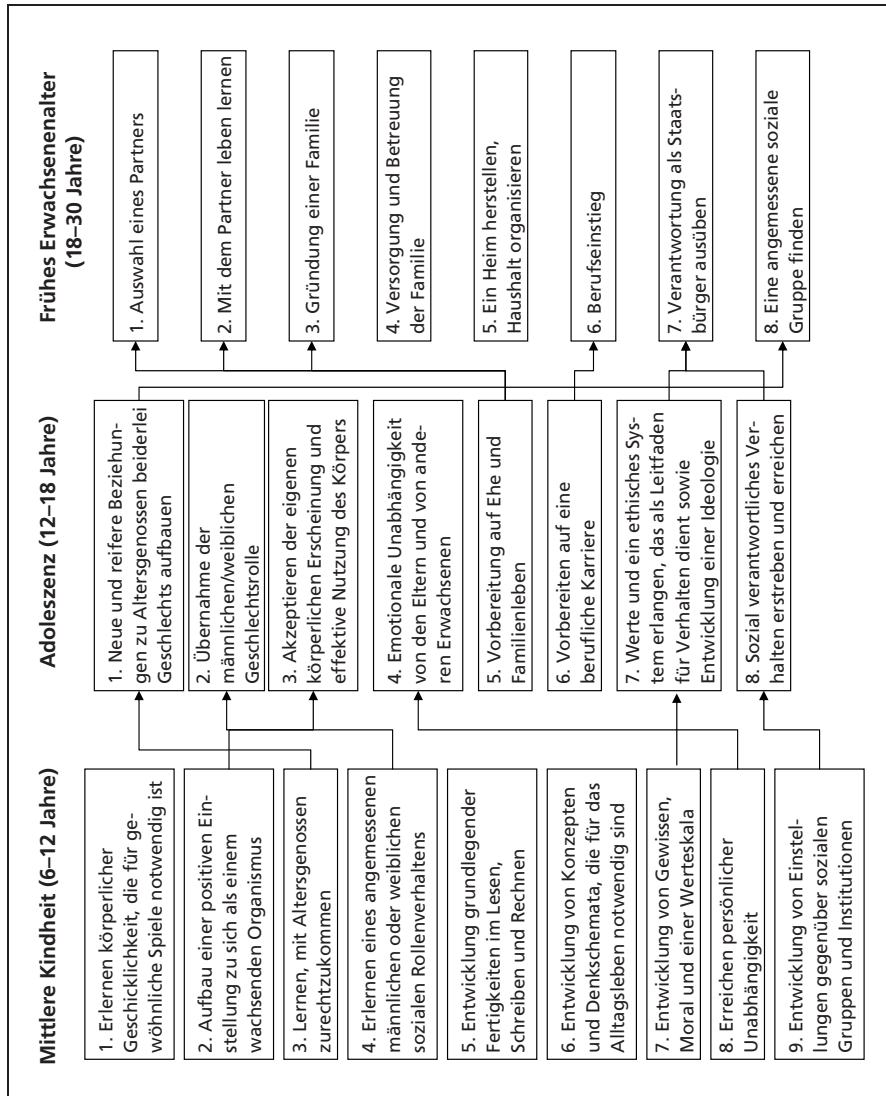 Mittlere Kindheit (6–12 Jahre)
1. Erlernen körperlicher
Geschicklichkeit, die für ge-
wöhnliche Spiele notwendig ist
2. Aufbau einer positiven Ein-
stellung zu sich als einem
wachsenden Organismus
3. Lernen, mit Altersgenossen
zurechtzukommen
4. Erlernen eines angemessenen
männlichen oder weiblichen
sozialen Rollenverhaltens
5. Entwicklung grundlegender
Fertigkeiten im Lesen,
Schreiben und Rechnen
6. Entwicklung von Konzepten
und Denkschemata, die für das
Alltagsleben notwendig sind
7. Entwicklung von Gewissen,
Moral und einer Werteskala
8. Erreichen persönlicher
Unabhängigkeit
9. Entwicklung von Einstel-
lungen gegenüber sozialen
Gruppen und Institutionen
Adoleszenz (12–18 Jahre)
1. Neue und reifere Beziehun-
gen zu Altersgenossen beiderlei
Geschlechts aufbauen
2. Übernahme der
männlichen/weiblichen
Geschlechtsrolle
3. Akzeptieren der eigenen
körperlichen Erscheinung und
effektive Nutzung des Körpers
4. Emotionale Unabhängigkeit
von den Eltern und von ande-
ren Erwachsenen
5. Vorbereitung auf Ehe und
Familienleben
6. Vorbereiten auf eine
berufliche Karriere
7. Werte und ein ethisches Sys-
tem erlangen, das als Leitfaden
für Verhalten dient sowie
Entwicklung einer Ideologie
8. Sozial verantwortliches Ver-
halten erstreben und erreichen
Frühes Erwachsenenalter
(18–30 Jahre)
1. Auswahl eines Partners
2. Mit dem Partner leben lernen
3. Gründung einer Familie
4. Versorgung und Betreuung
der Familie
5. Ein Heim herstellen,
Haushalt organisieren
6. Berufseinstieg
7. Verantwortung als Staats-
bürger ausüben
8. Eine angemessene soziale
Gruppe finden